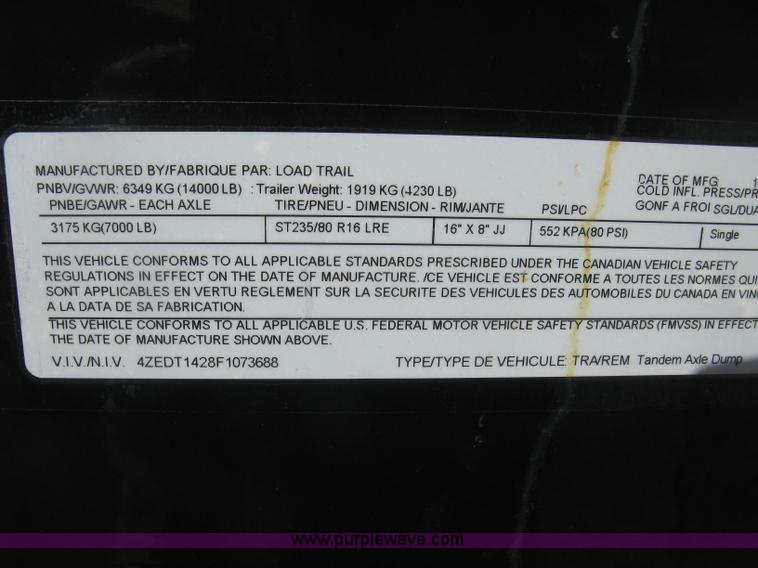 MANUFACTURED BY/FABRIQUE PAR: LOAD TRAIL
DATE OF MFG
PNBV/GVWR: 6349 KG (14000 LB) : Trailer Weight: 1919 KG (4230 LB)
COLD INFL. PRESS/PR
PNBE/GAWR - EACH AXLE TIRE/PNEU - DIMENSION - RIM/JANTE PSI/LPC GONF A FROI SGL/DUA
3175 KG(7000 LB) ST235/80 R16 LRE 16" X 8" JJ 552 KPA(80 PSI) Single
THIS VEHICLE CONFORMS TO ALL APPLICABLE STANDARDS PRESCRIBED UNDER THE CANADIAN VEHICLE SAFETY
REGULATIONS IN EFFECT ON THE DATE OF MANUFACTURE. /CE VEHICLE EST CONFORME A TOUTES LES NORMES QUI
SONT APPLICABLES EN VERTU REGLEMENT SUR LA SECURITE DES VEHICULES DES AUTOMOBILES DU CANADA EN
A LA DATA DE SA FABRICATION.
THIS VEHICLE CONFORMS TO ALL APPLICABLE U.S. FEDERAL MOTOR VEHICLE SAFETY STANDARDS (FMVSS) IN EFFECT
THE DATE OF MANUFACTURE SHOWN ABOVE.
V.I.V./N.I.V. 4ZEDT1428F1073688 TYPE/TYPE DE VEHICULE: TRA/REM Tandem Axle Dump
www.purplewave.com